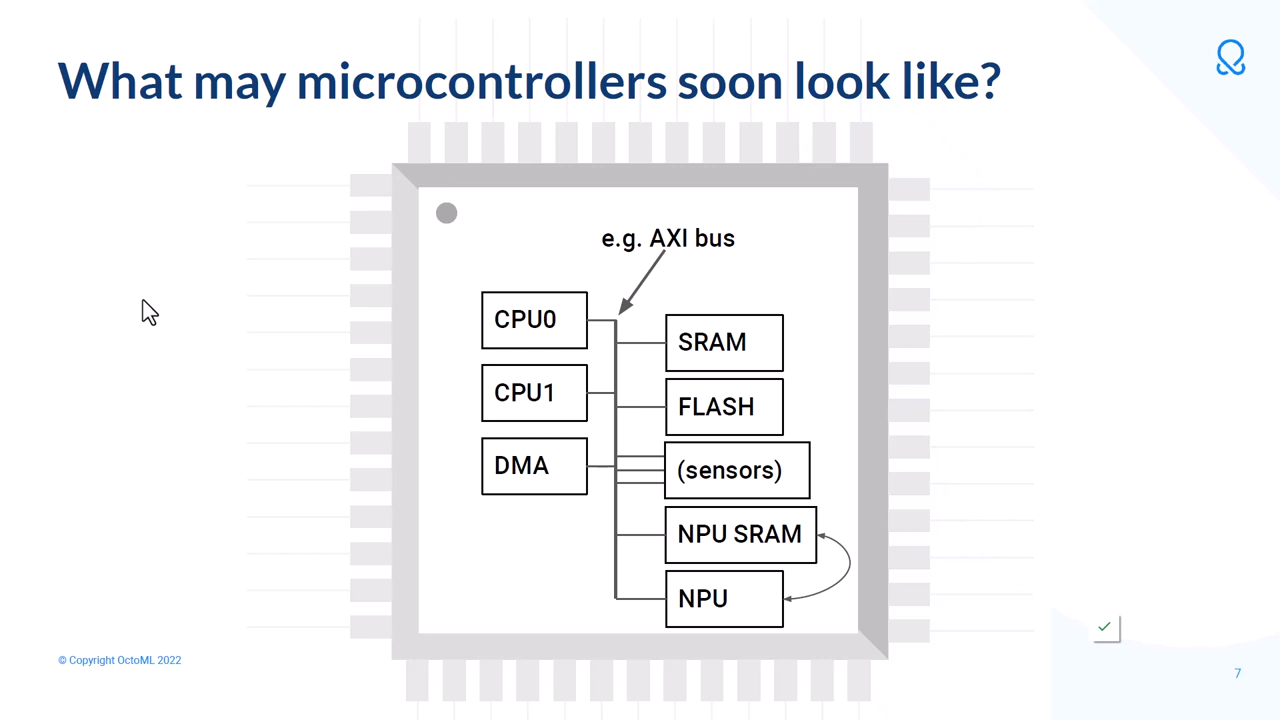 What may microcontrollers soon look like?
e.g. AXI bus
CPU0
SRAM
CPU1
FLASH
DMA
(sensors)
NPU SRAM
NPU
© Copyright OctoML 2022
7